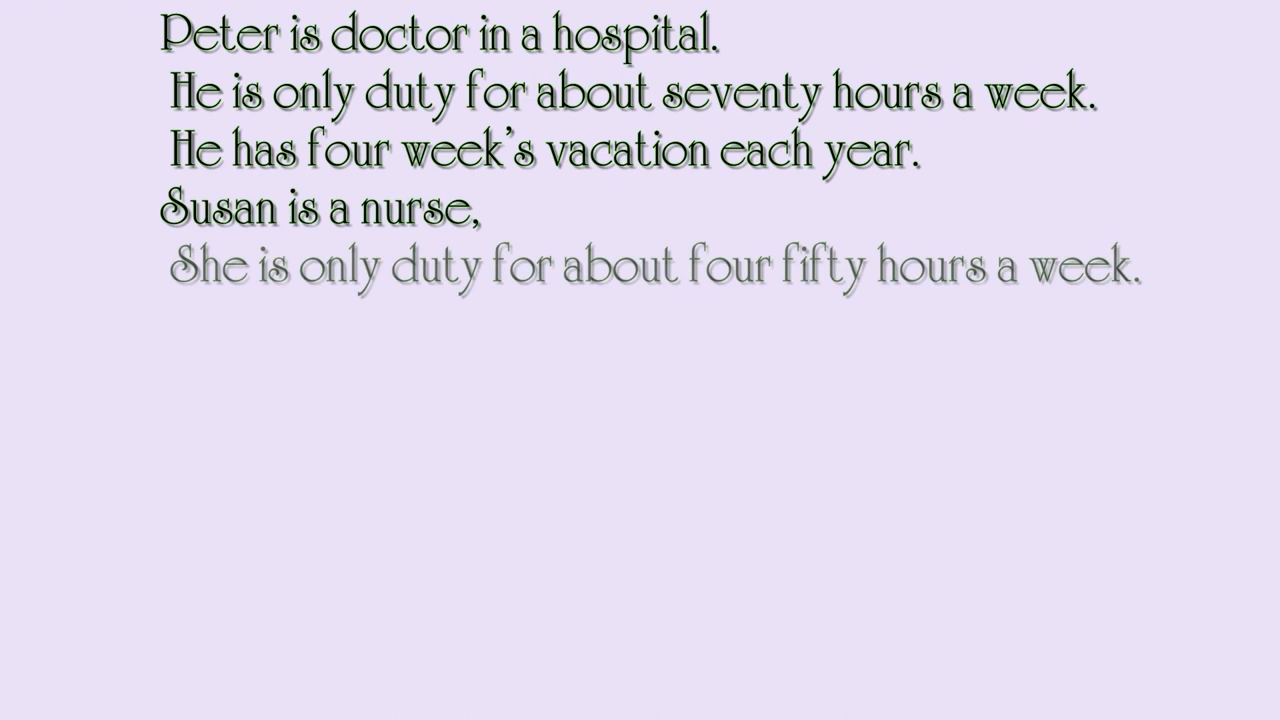 Peter is doctor in a hospital.
He is only duty for about seventy hours a week.
He has four week's vacation each year.
Susan is a nurse,
She is only duty for about four fifty hours a week.